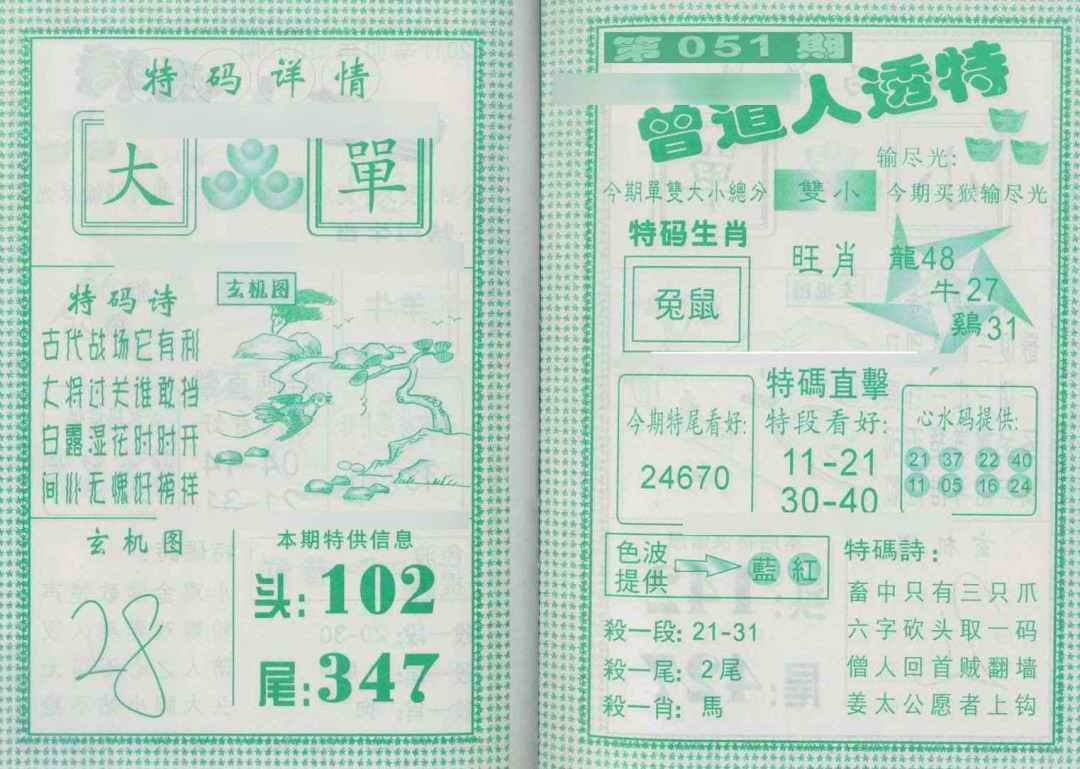 特码详情
大 單
特码诗
古代战场它有利
大将过关谁敢挡
白露湿花时时开
间水无娘好搒样
玄机图
玄机图
28
本期特供信息
头:102
尾:347
第051期
曾道人透特
输尽光:
今期單雙大小總分 雙小 今期买猴输尽光
特码生肖
兔鼠
旺肖
龍48
牛27
鷄31
今期特尾看好:
24670
特碼直擊
特段看好:
11-21
30-40
心水码提供:
21 37 22 40
11 05 16 24
色波提供 藍紅
殺一段: 21-31
殺一尾: 2尾
殺一肖: 馬
特碼詩:
畜中只有三只爪
六字砍头取一码
僧人回首贼翻墙
姜太公愿者上钩